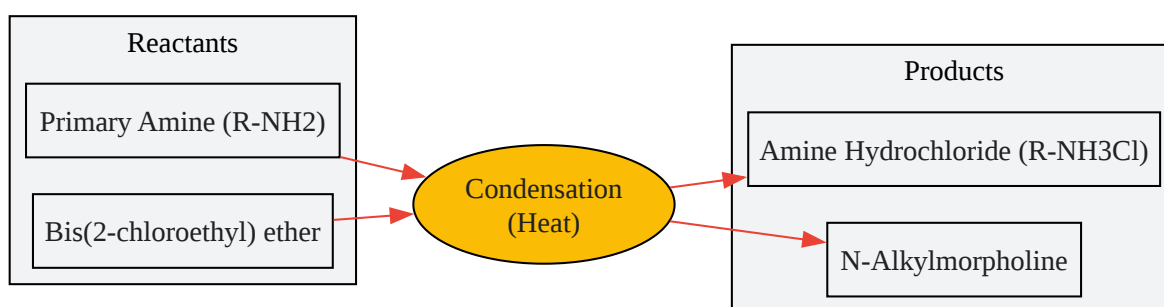 Reactants
Primary Amine (R-NH2)
Bis(2-chloroethyl) ether
Condensation
(Heat)
Products
Amine Hydrochloride (R-NH3Cl)
N-Alkylmorpholine